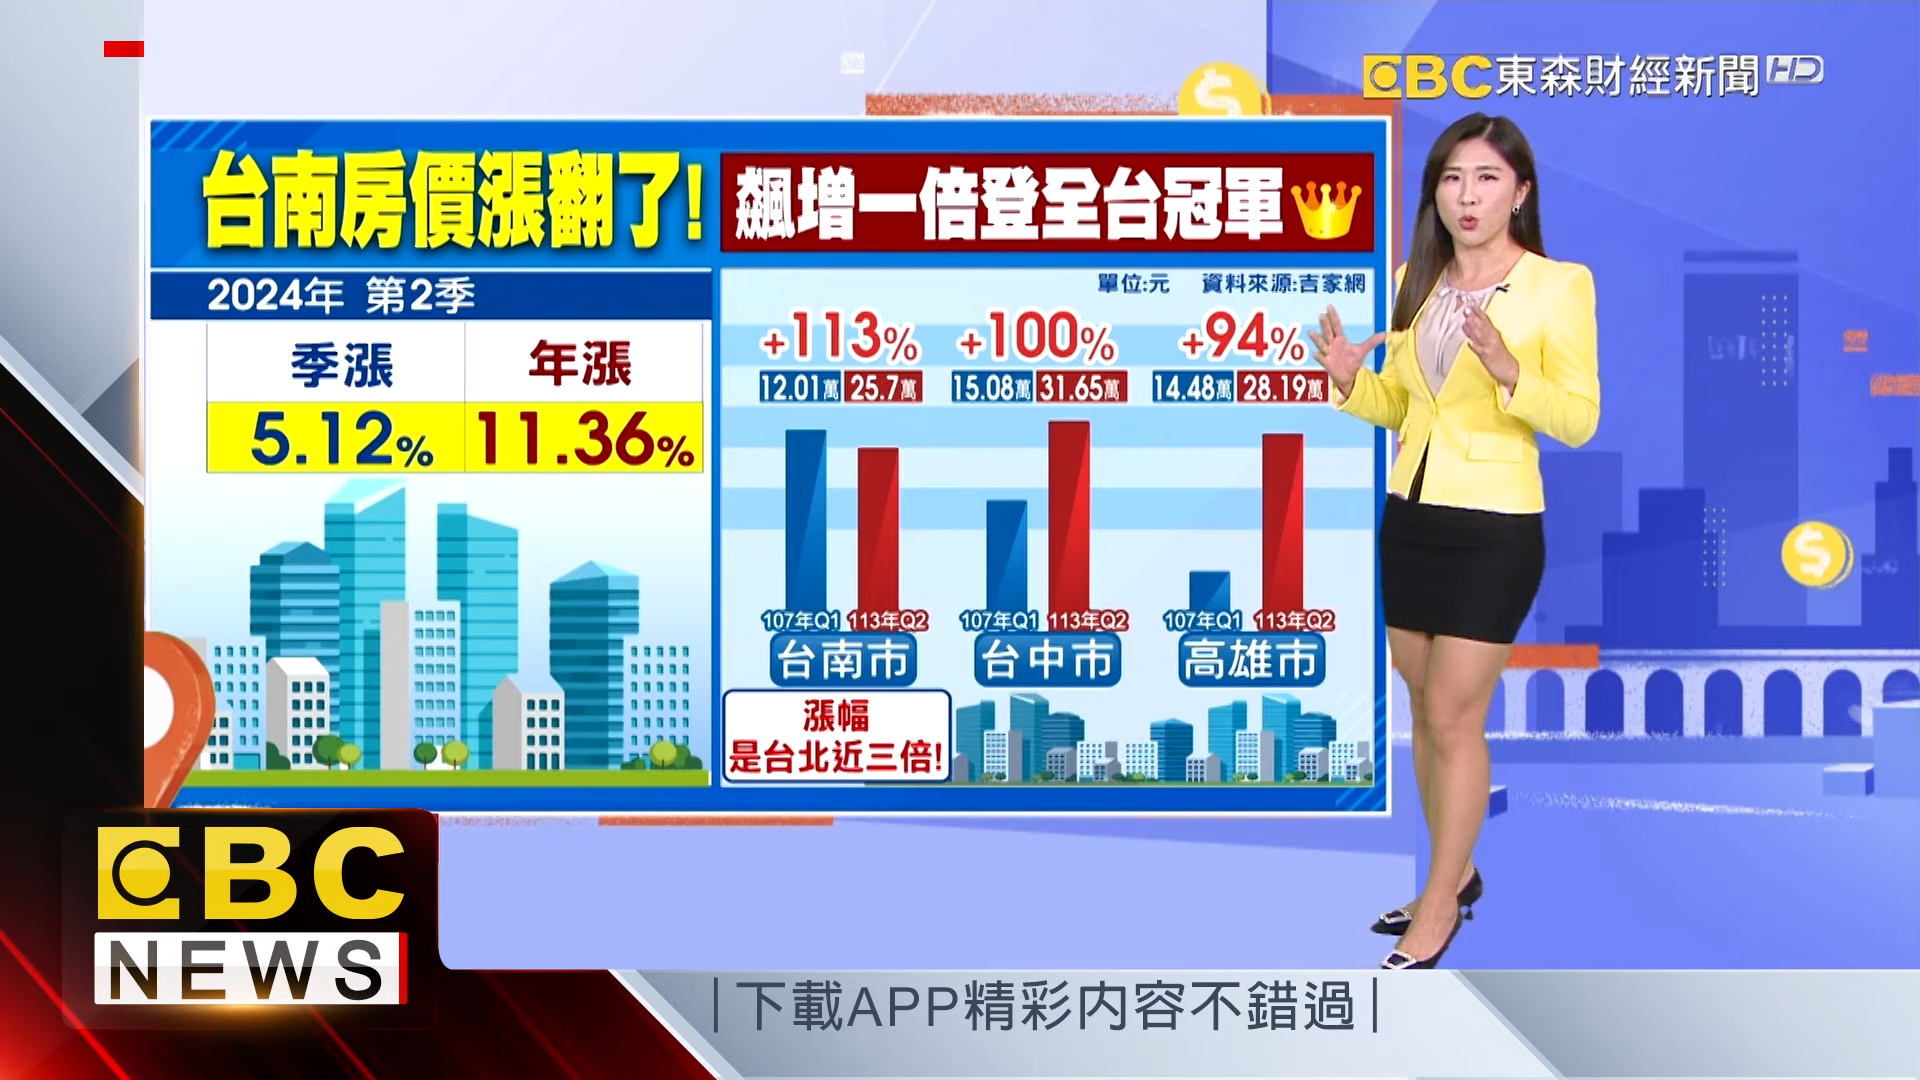 EBC東森財經新聞HD
台南房價漲翻了!
飆增一倍登全台冠軍
2024年 第2季
單位:元 資料來源:吉家網
季漲 年漲
5.12% 11.36%
+113% +100% +94%
12.01萬 25.7萬 15.08萬 31.65萬 14.48萬 28.19萬
107年Q1 113年Q2 107年Q1 113年Q2 107年Q1 113年Q2
台南市 台中市 高雄市
漲幅
是台北近三倍!
EBC
NEWS
|下載APP精彩內容不錯過|